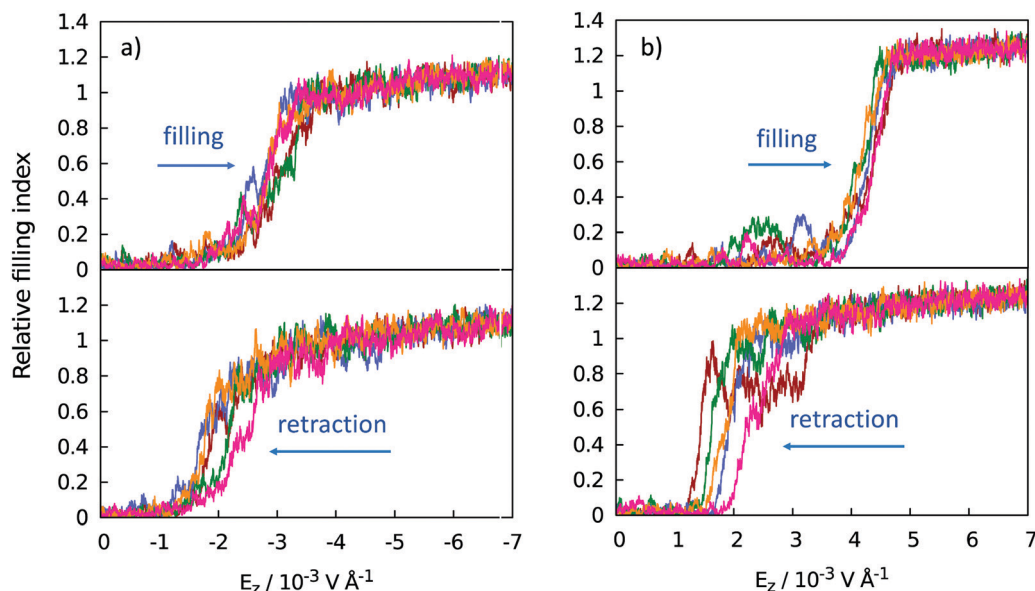 a)
b)
Relative filling index
1.4
1.2
1
0.8
0.6
0.4
0.2
0
filling
1.4
1.2
1
0.8
0.6
0.4
0.2
0
filling
1.2
1
0.8
0.6
0.4
0.2
0
retraction
1.2
1
0.8
0.6
0.4
0.2
0
retraction
0 -1 -2 -3 -4 -5 -6 -7
0 1 2 3 4 5 6 7
E_z / 10⁻³ V Å⁻¹
E_z / 10⁻³ V Å⁻¹